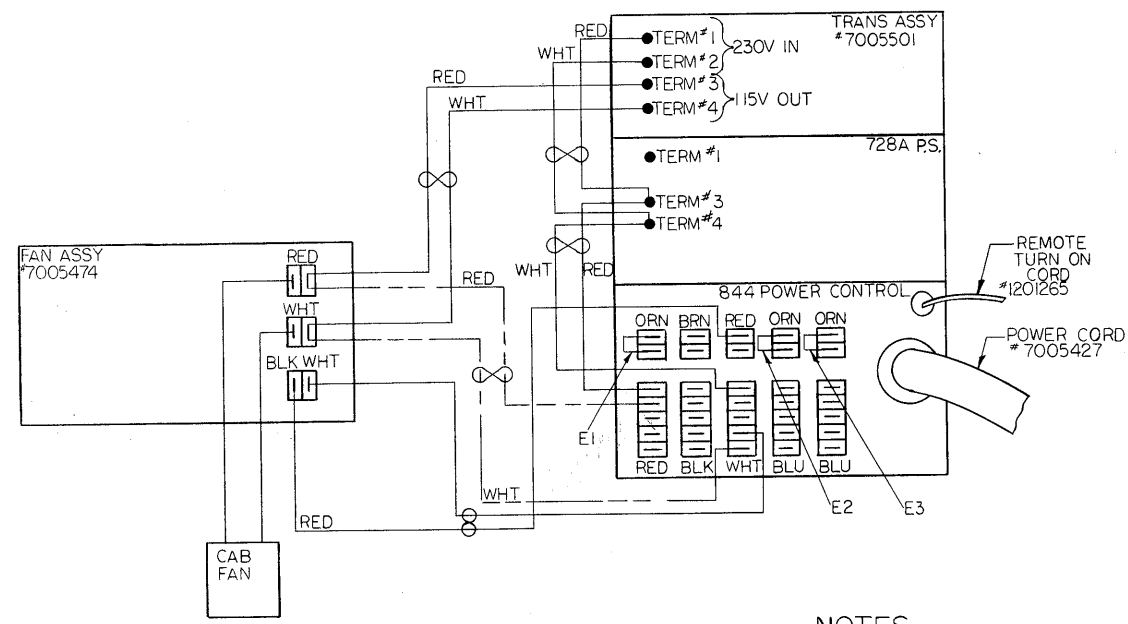 TRANS ASSY
#7005501
RED
TERM#1
230V IN
WHT
TERM#2
RED
TERM#3
115V OUT
WHT
TERM#4
728A P.S.
TERM#1
TERM#3
TERM#4
FAN ASSY
#7005474
RED
RED
WHT
RED
WHT
BLK WHT
REMOTE
TURN ON
CORD
#1201265
844 POWER CONTROL
ORN BRN RED ORN ORN
POWER CORD
#7005427
E1
RED BLK WHT BLU BLU
WHT
E2 E3
RED
CAB
FAN
NOTES